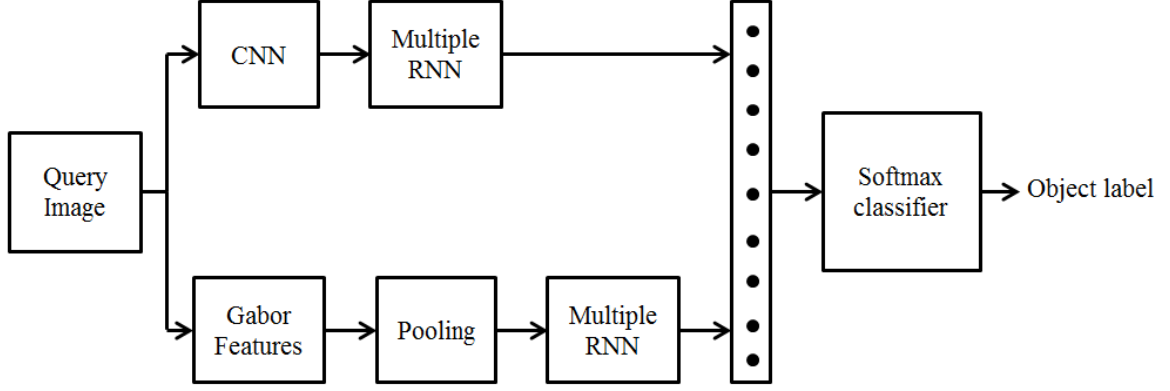 CNN
Multiple
RNN
Query
Image
Softmax
classifier
Object label
Gabor
Features
Pooling
Multiple
RNN